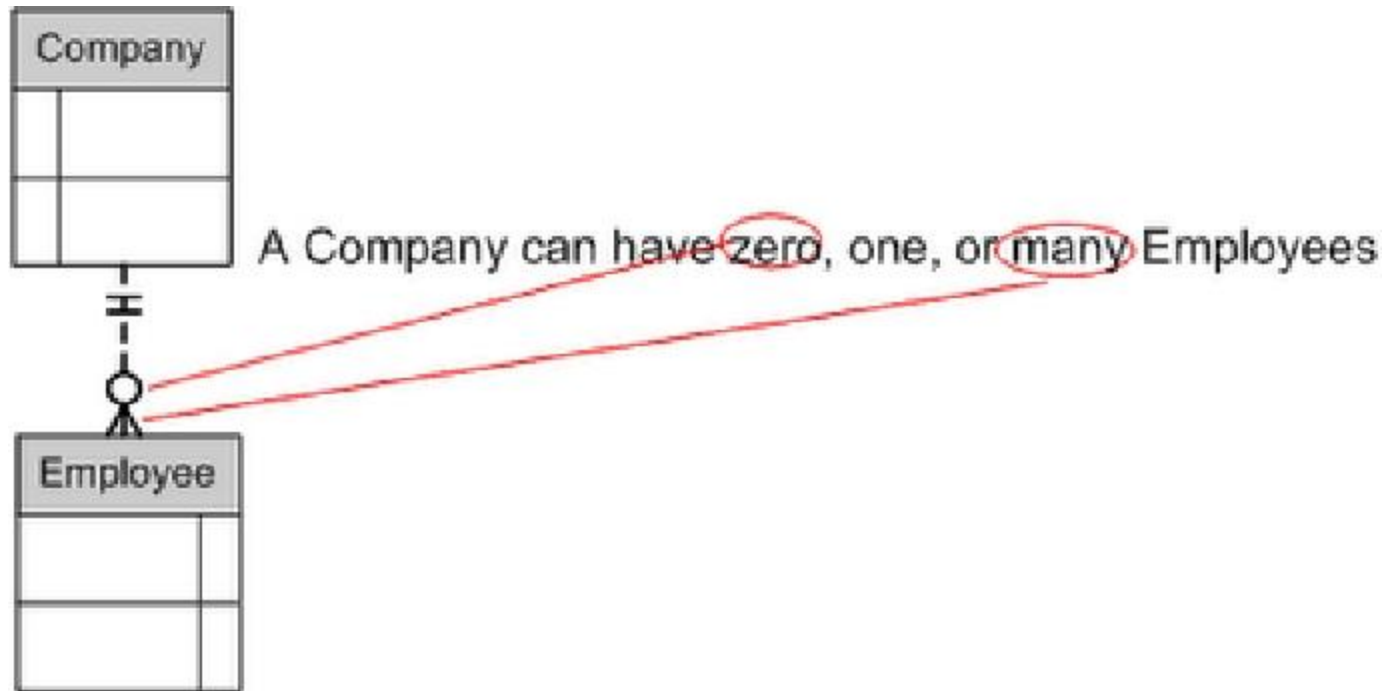 Company
A Company can have zero, one, or many Employees
Employee